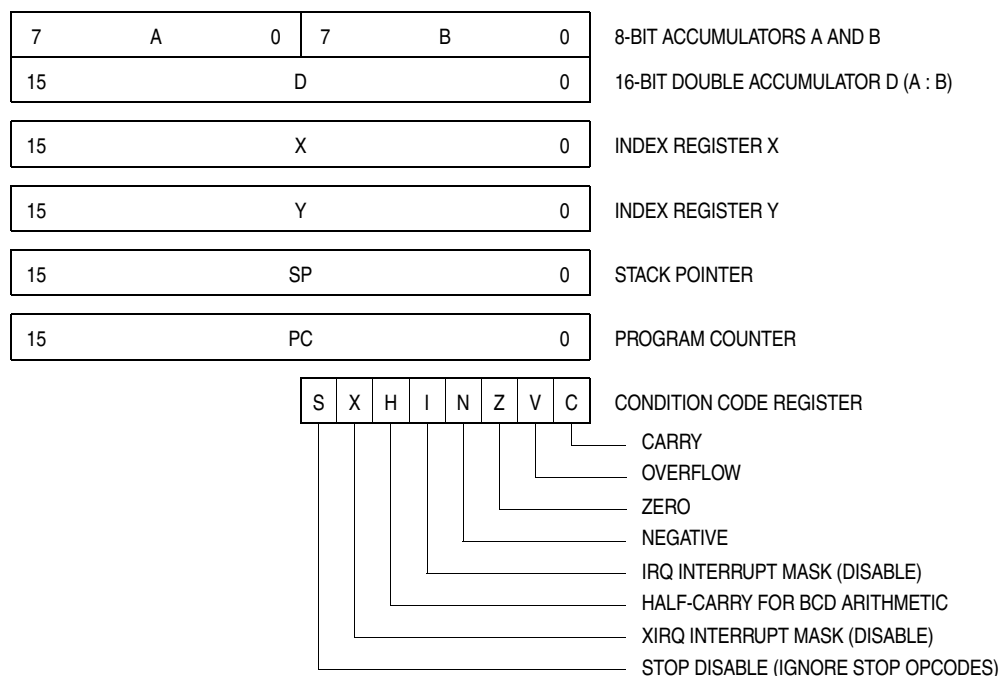 7 A 0 7 B 0 8-BIT ACCUMULATORS A AND B
15 D 0 16-BIT DOUBLE ACCUMULATOR D (A : B)
15 X 0 INDEX REGISTER X
15 Y 0 INDEX REGISTER Y
15 SP 0 STACK POINTER
15 PC 0 PROGRAM COUNTER
S X H I N Z V C CONDITION CODE REGISTER
CARRY
OVERFLOW
ZERO
NEGATIVE
IRQ INTERRUPT MASK (DISABLE)
HALF-CARRY FOR BCD ARITHMETIC
XIRQ INTERRUPT MASK (DISABLE)
STOP DISABLE (IGNORE STOP OPCODES)